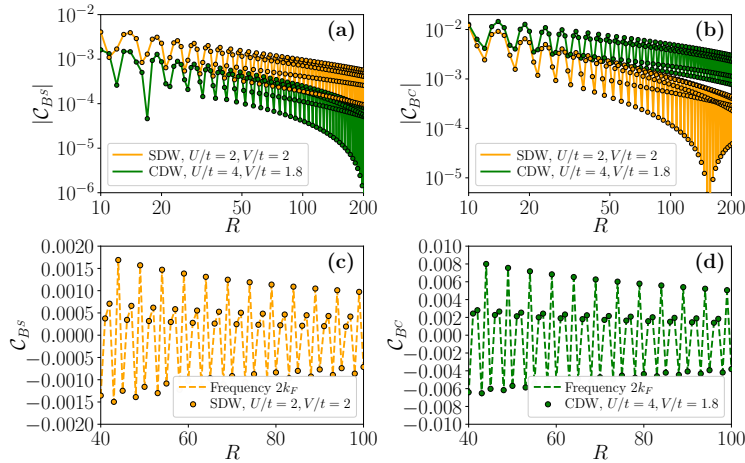 (a)
|𝒞_{B^S}|
10^{-2}
10^{-3}
10^{-4}
10^{-5}
10^{-6}
SDW, U/t = 2, V/t = 2
CDW, U/t = 4, V/t = 1.8
10 20 50 100 200
R
(b)
|𝒞_{B^C}|
10^{-2}
10^{-3}
10^{-4}
10^{-5}
SDW, U/t = 2, V/t = 2
CDW, U/t = 4, V/t = 1.8
10 20 50 100 200
R
(c)
𝒞_{B^S}
0.0020
0.0015
0.0010
0.0005
0.0000
−0.0005
−0.0010
−0.0015
−0.0020
Frequency 2k_F
SDW, U/t = 2, V/t = 2
40 60 80 100
R
(d)
𝒞_{B^C}
0.010
0.008
0.006
0.004
0.002
0.000
−0.002
−0.004
−0.006
−0.008
−0.010
Frequency 2k_F
CDW, U/t = 4, V/t = 1.8
40 60 80 100
R